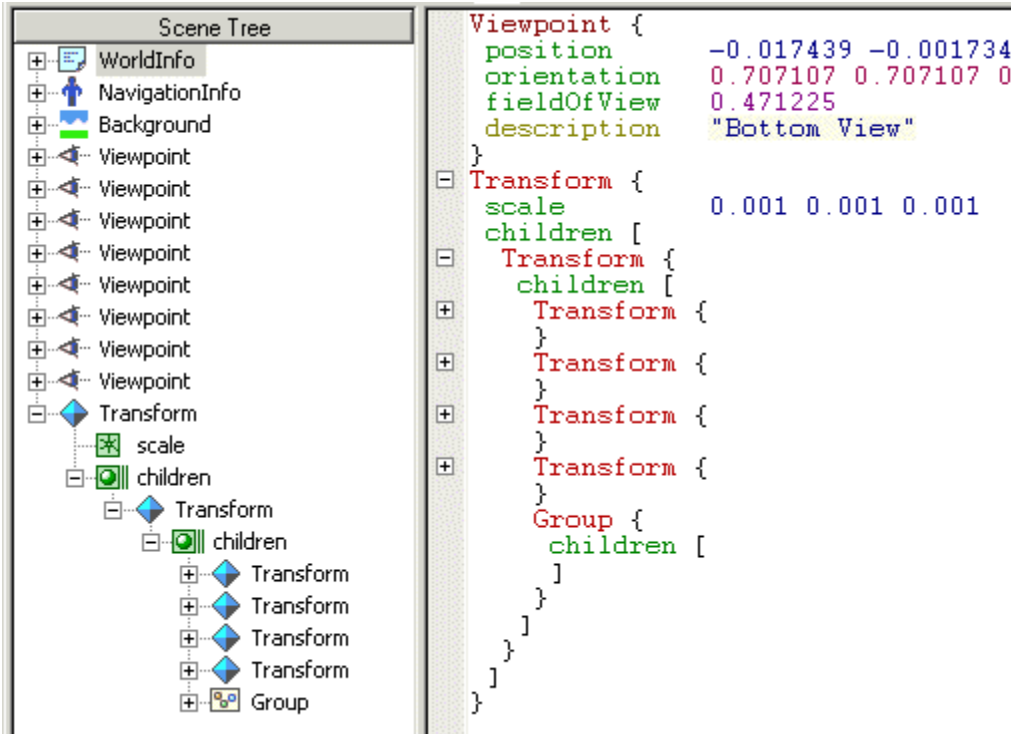 Scene Tree
WorldInfo
NavigationInfo
Background
Viewpoint
Viewpoint
Viewpoint
Viewpoint
Viewpoint
Viewpoint
Viewpoint
Viewpoint
Transform
scale
children
Transform
children
Transform
Transform
Transform
Transform
Group
Viewpoint {
position -0.017439 -0.001734
orientation 0.707107 0.707107 0
fieldOfView 0.471225
description "Bottom View"
}
Transform {
scale 0.001 0.001 0.001
children [
Transform {
children [
Transform {
}
Transform {
}
Transform {
}
Transform {
}
Group {
children [
]
}
]
}
]
}